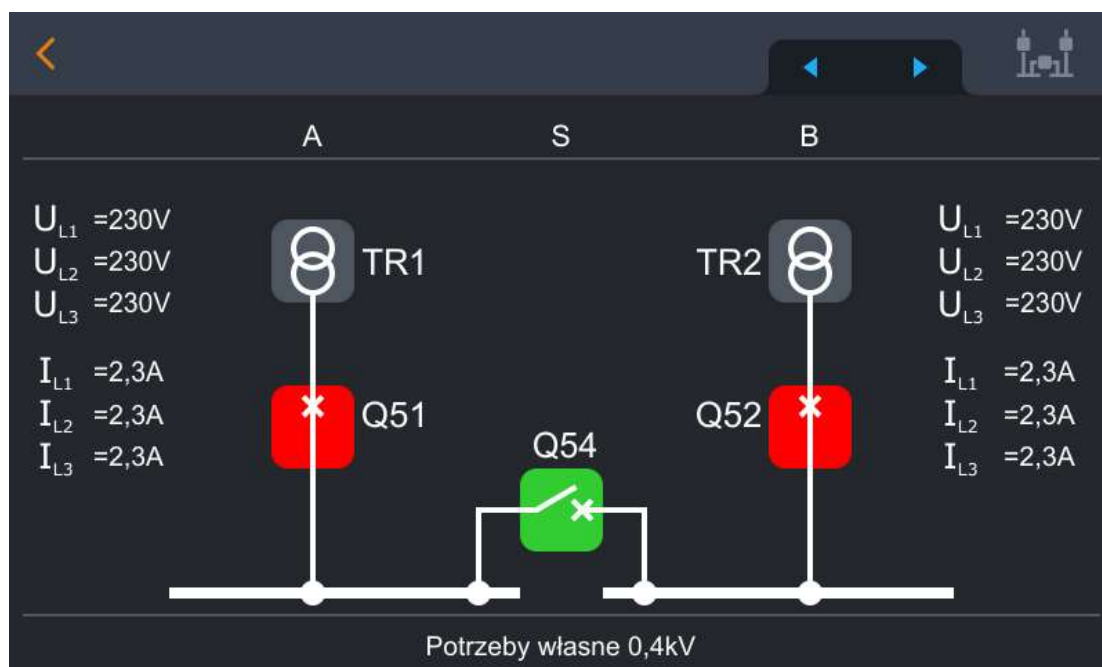 A S B
U L1 =230V
U L2 =230V
U L3 =230V
I L1 =2,3A
I L2 =2,3A
I L3 =2,3A
TR1
Q51
Q54
TR2
Q52
U L1 =230V
U L2 =230V
U L3 =230V
I L1 =2,3A
I L2 =2,3A
I L3 =2,3A
Potrzeby własne 0,4kV